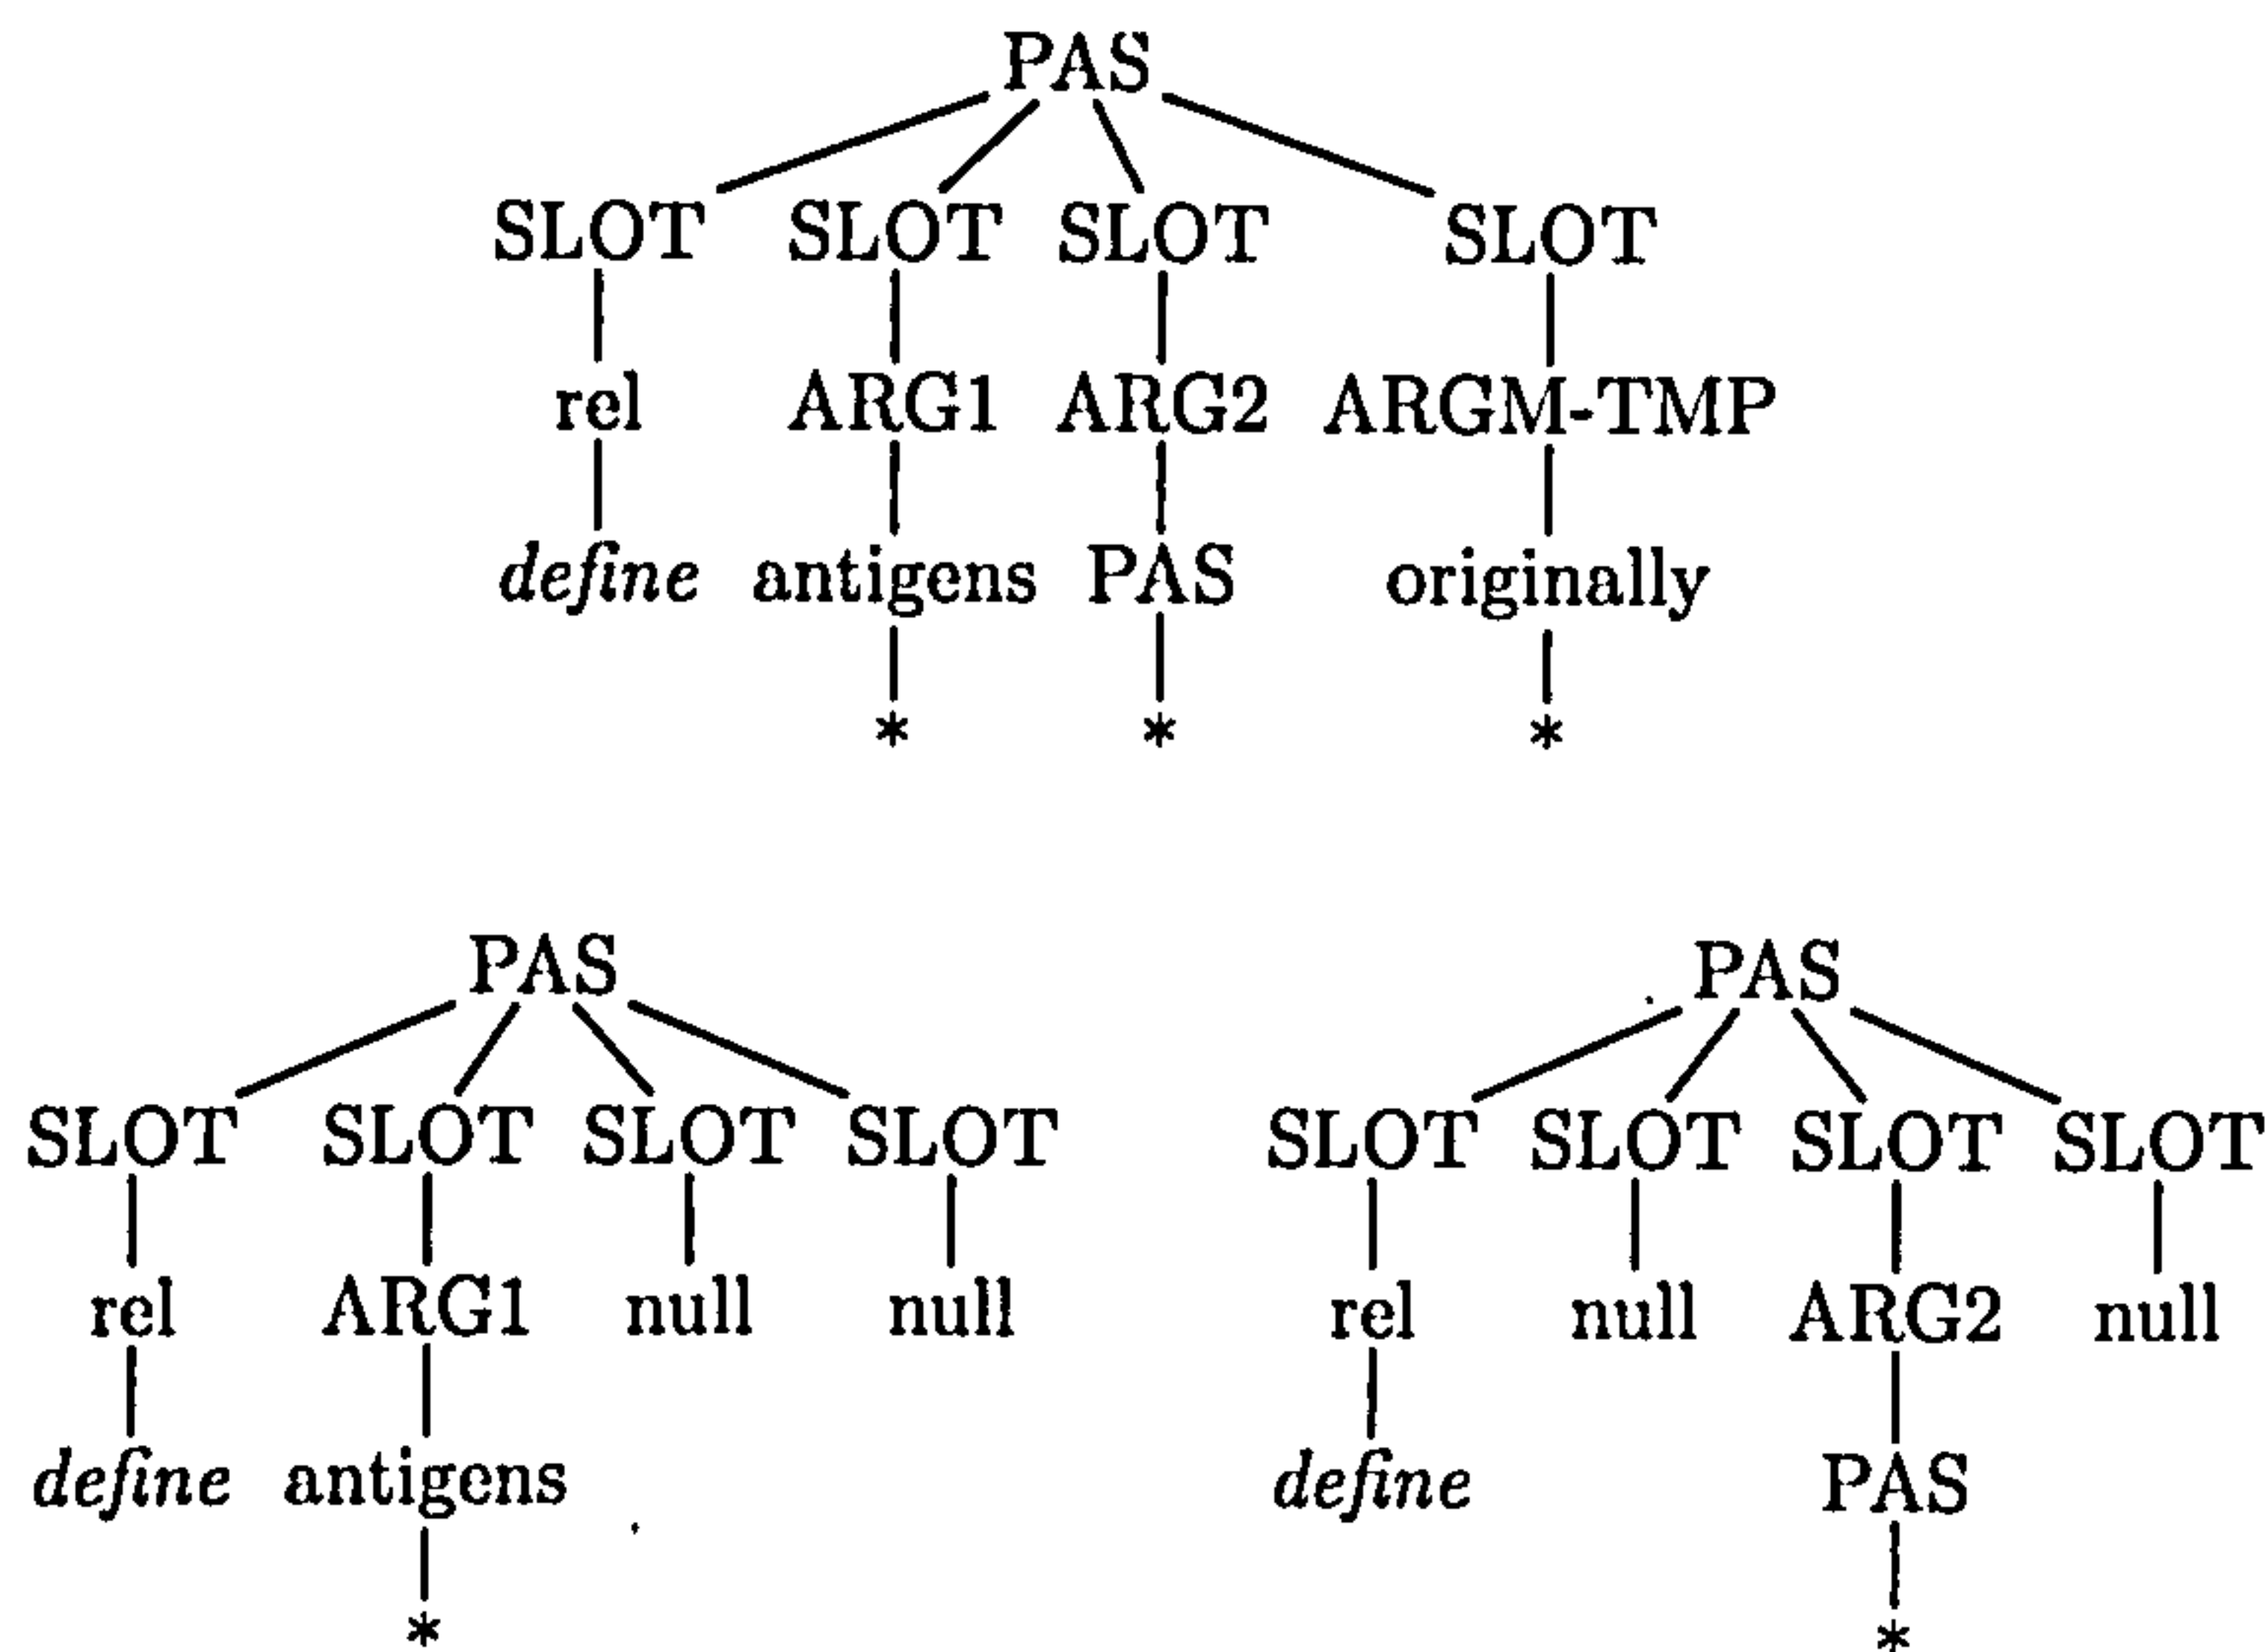 PAS
SLOT SLOT SLOT SLOT
rel ARG1 ARG2 ARGM-TMP
define antigens PAS originally
* * *
PAS PAS
SLOT SLOT SLOT SLOT SLOT SLOT SLOT SLOT
rel ARG1 null null rel null ARG2 null
define antigens define PAS
* *